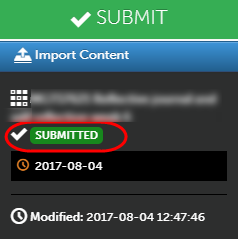 SUBMIT
Import Content
SUBMITTED
2017-08-04
Modified: 2017-08-04 12:47:46